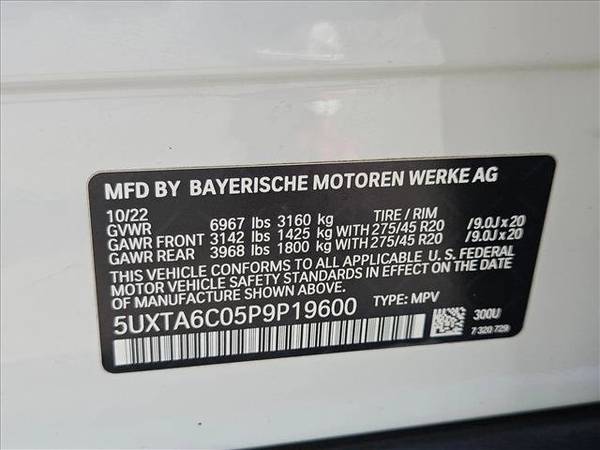 MFD BY BAYERISCHE MOTOREN WERKE AG
10/22 TIRE / RIM
GVWR 6967 lbs 3160 kg
GAWR FRONT 3142 lbs 1425 kg WITH 275/45 R20 /9.0J x 20
GAWR REAR 3968 lbs 1800 kg WITH 275/45 R20 /9.0J x 20
THIS VEHICLE CONFORMS TO ALL APPLICABLE U.S. FEDERAL
MOTOR VEHICLE SAFETY STANDARDS IN EFFECT ON THE
DATE OF MANUFACTURE SHOWN ABOVE.
5UXTA6C05P9P19600 TYPE: MPV
300U
7 320 729